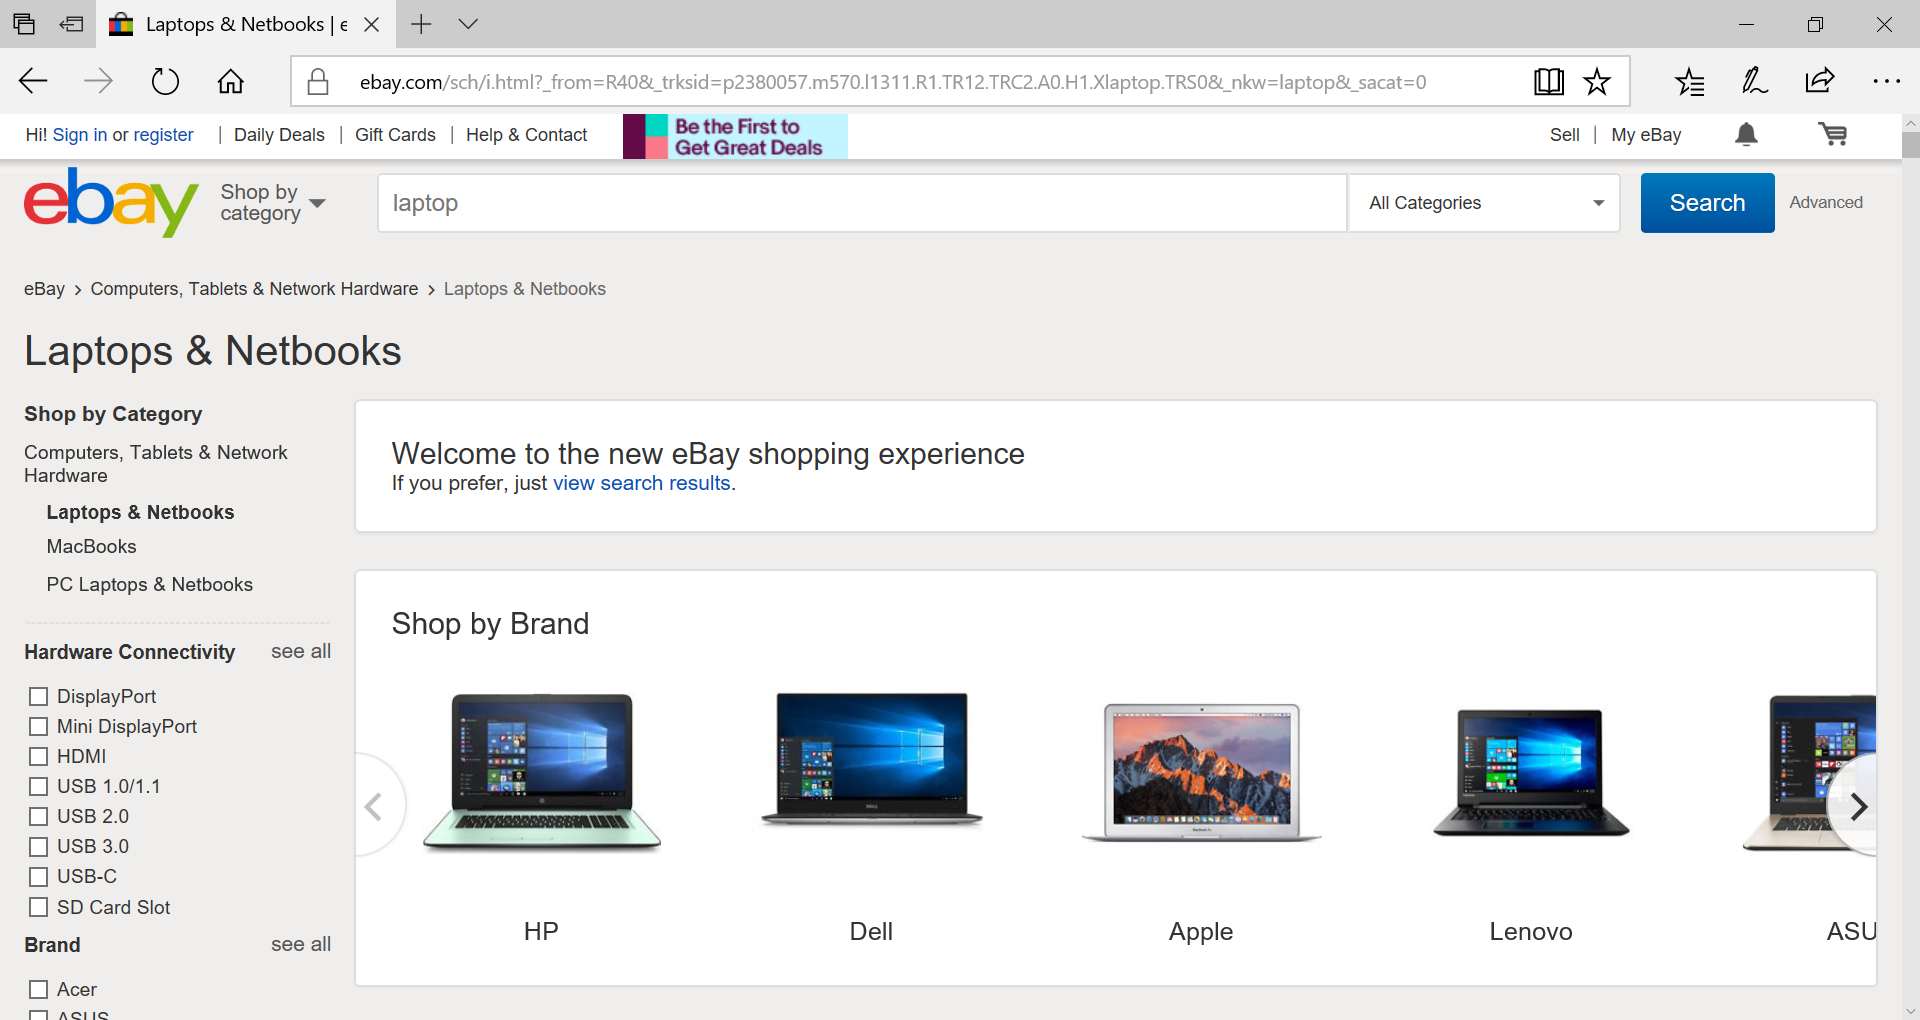 Laptops & Netbooks | e
ebay.com/sch/i.html?_from=R40&_trksid=p2380057.m570.l1311.R1.TR12.TRC2.A0.H1.Xlaptop.TRS0&_nkw=laptop&_sacat=0
Hi! Sign in or register | Daily Deals | Gift Cards | Help & Contact
Be the First to
Get Great Deals
Sell | My eBay
ebay
Shop by
category
laptop
All Categories
Search
Advanced
eBay > Computers, Tablets & Network Hardware > Laptops & Netbooks
Laptops & Netbooks
Shop by Category
Computers, Tablets & Network
Hardware
Laptops & Netbooks
MacBooks
PC Laptops & Netbooks
Hardware Connectivity see all
DisplayPort
Mini DisplayPort
HDMI
USB 1.0/1.1
USB 2.0
USB 3.0
USB-C
SD Card Slot
Brand see all
Acer
ASUS
Welcome to the new eBay shopping experience
If you prefer, just view search results.
Shop by Brand
HP
Dell
Apple
Lenovo
ASU